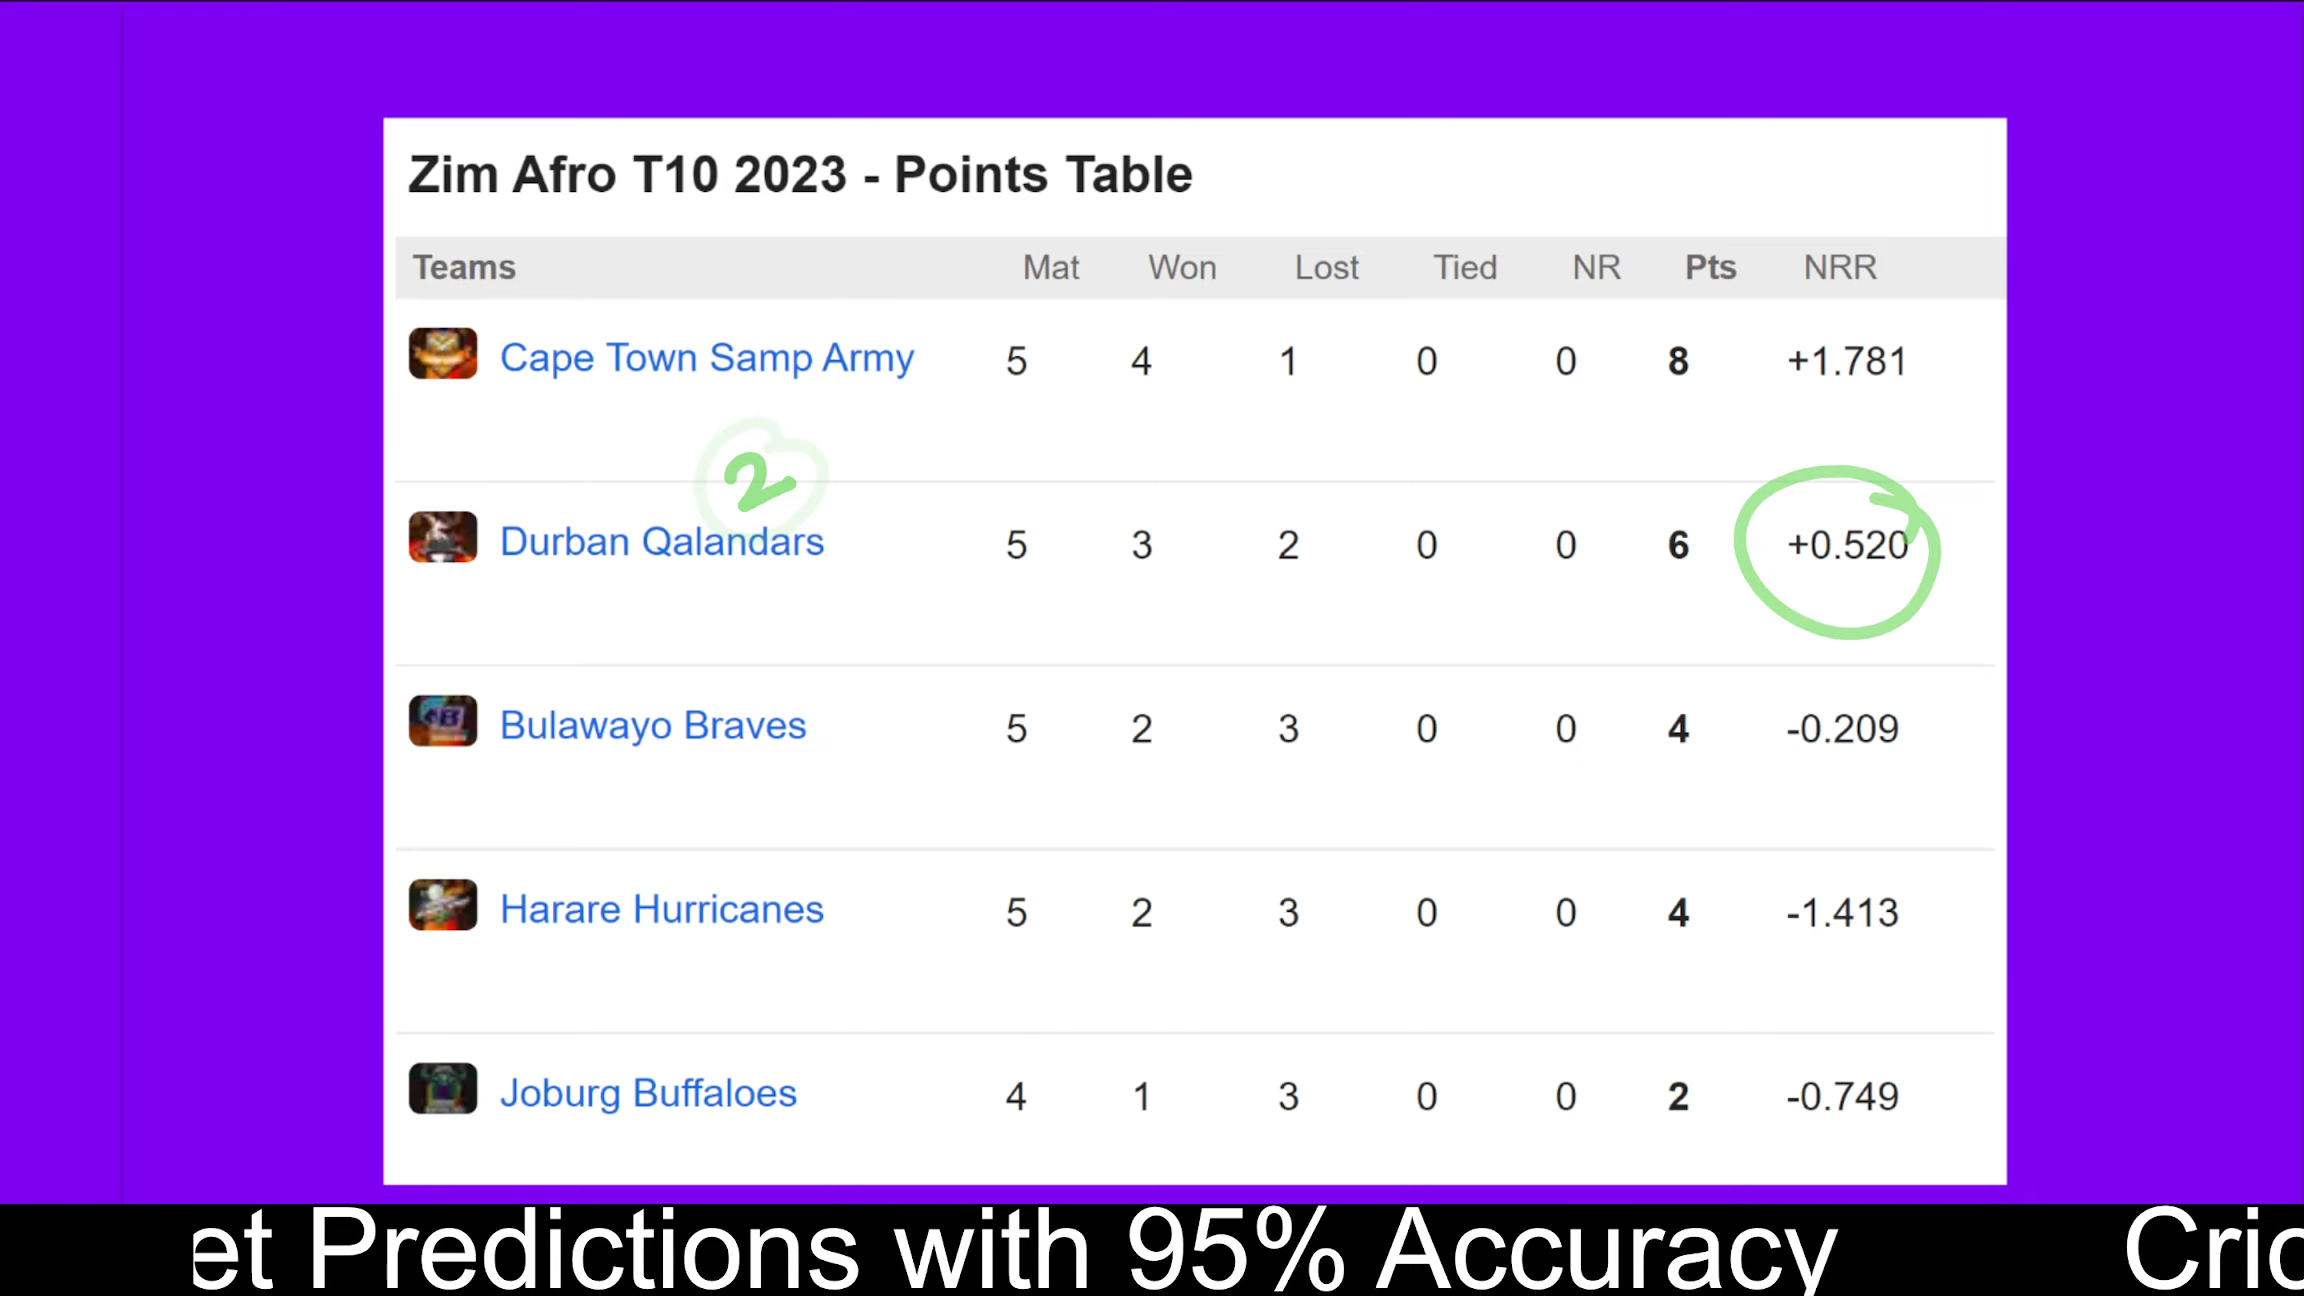 Zim Afro T10 2023 - Points Table
Teams Mat Won Lost Tied NR Pts NRR
Cape Town Samp Army 5 4 1 0 0 8 +1.781
2
Durban Qalandars 5 3 2 0 0 6 +0.520
Bulawayo Braves 5 2 3 0 0 4 -0.209
Harare Hurricanes 5 2 3 0 0 4 -1.413
Joburg Buffaloes 4 1 3 0 0 2 -0.749
et Predictions with 95% Accuracy Cric